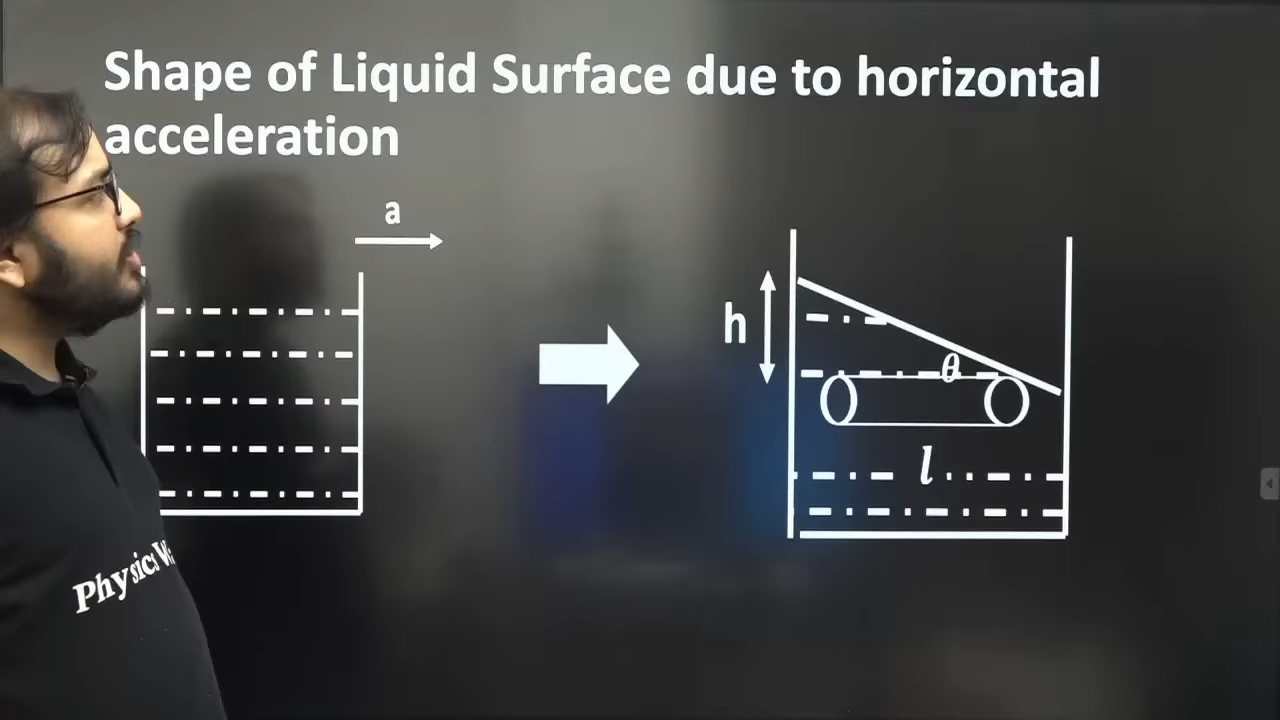 Shape of Liquid Surface due to horizontal
acceleration
a
h
θ
l
Physics